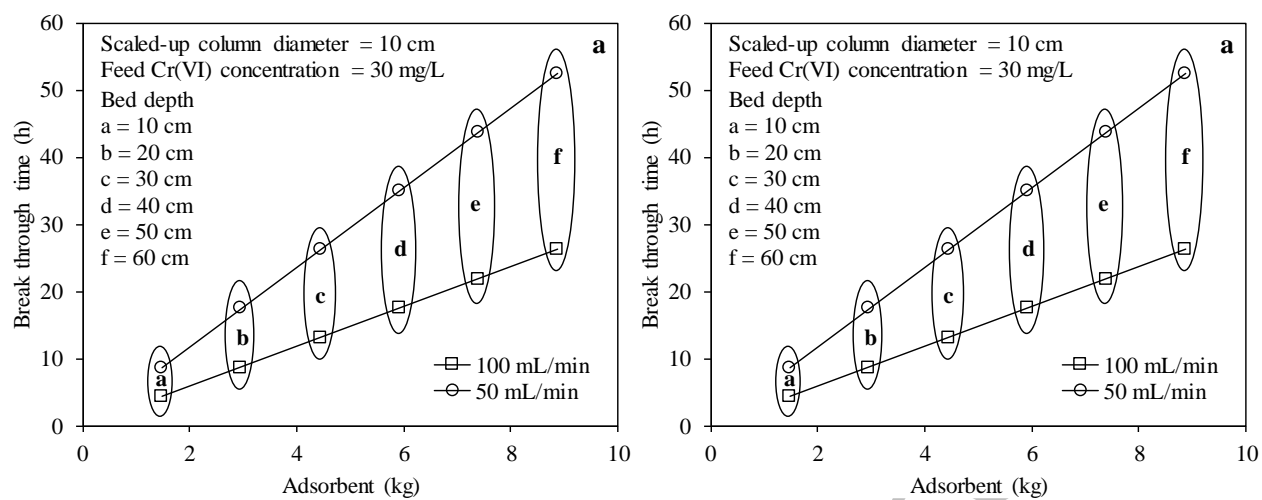 60
50
40
30
20
10
0
Break through time (h)
Scaled-up column diameter = 10 cm
Feed Cr(VI) concentration = 30 mg/L
Bed depth
a = 10 cm
b = 20 cm
c = 30 cm
d = 40 cm
e = 50 cm
f = 60 cm
a
a
b
c
d
e
f
100 mL/min
50 mL/min
0 2 4 6 8 10
Adsorbent (kg)
60
50
40
30
20
10
0
Break through time (h)
Scaled-up column diameter = 10 cm
Feed Cr(VI) concentration = 30 mg/L
Bed depth
a = 10 cm
b = 20 cm
c = 30 cm
d = 40 cm
e = 50 cm
f = 60 cm
a
a
b
c
d
e
f
100 mL/min
50 mL/min
0 2 4 6 8 10
Adsorbent (kg)